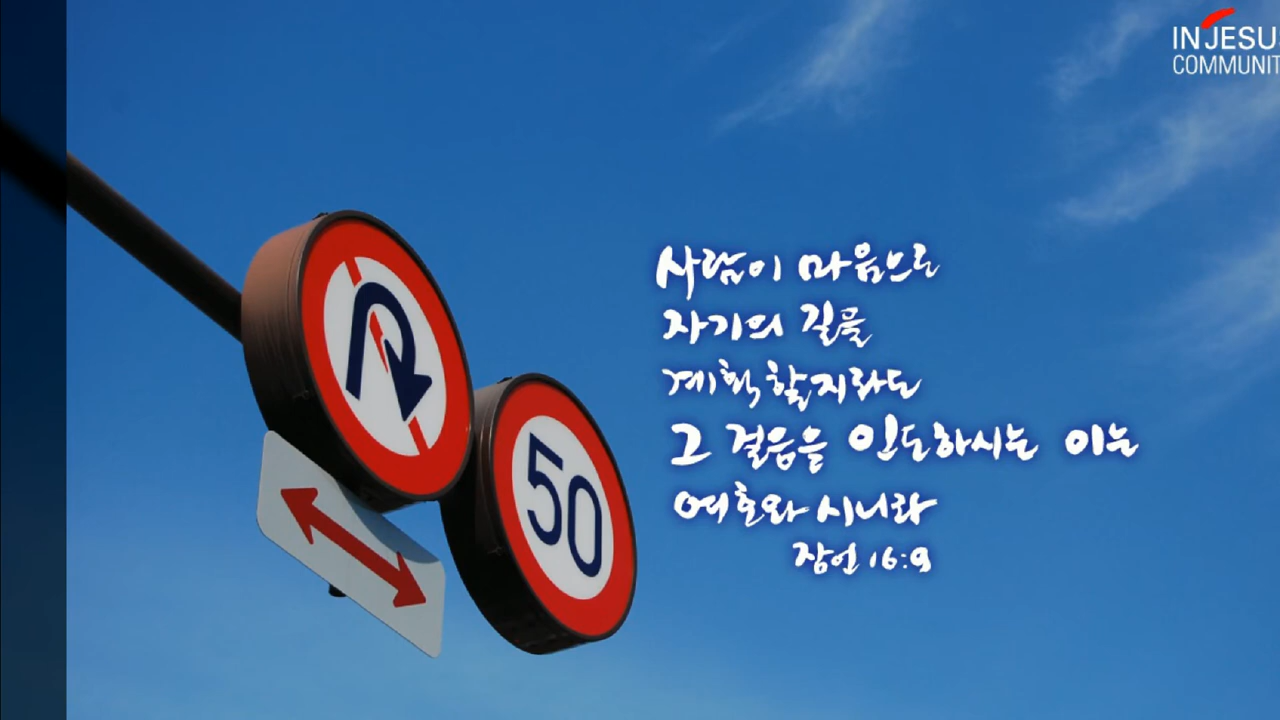 INJESU
COMMUNIT
사람이 마음으로
자기의 길을
계획할지라도
그 걸음을 인도하시는 이는
여호와시니라
잠언 16:9
50